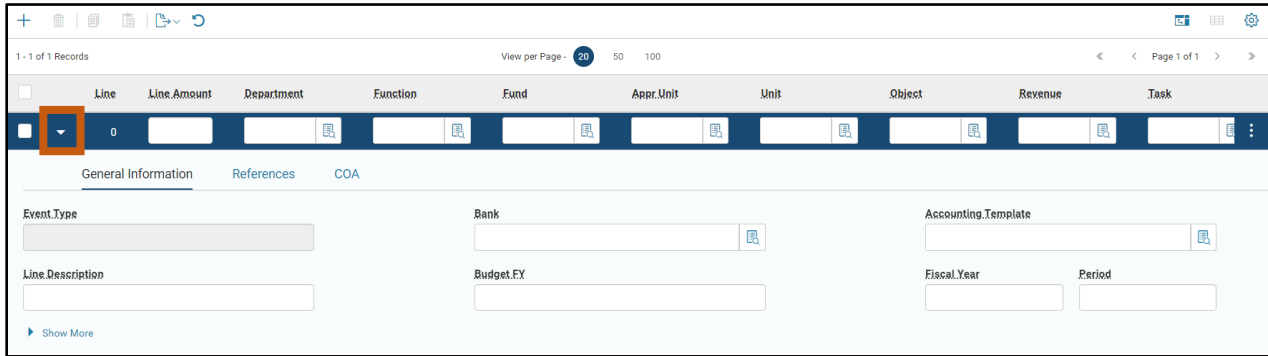 1 - 1 of 1 Records View per Page - 20 50 100 Page 1 of 1
Line Line Amount Department Function Fund Appr Unit Unit Object Revenue Task
0
General Information References COA
Event Type Bank Accounting Template
Line Description Budget FY Fiscal Year Period
Show More